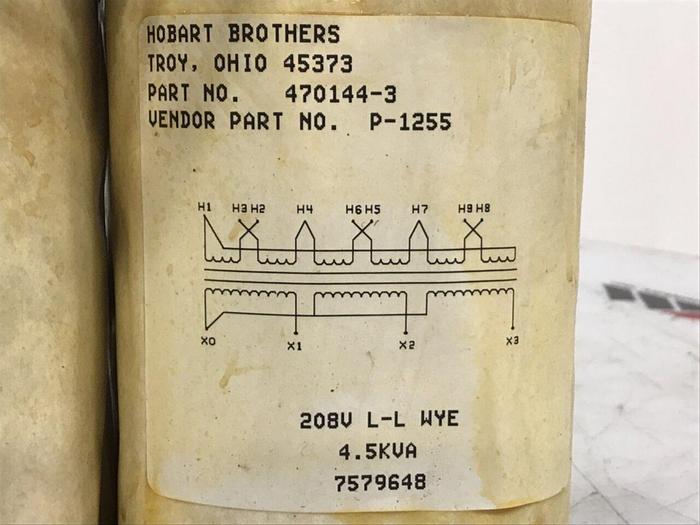 HOBART BROTHERS
TROY, OHIO 45373
PART NO. 470144-3
VENDOR PART NO. P-1255
H1 H3 H2 H4 H6 H5 H7 H9 H8
X0 X1 X2 X3
208V L-L WYE
4.5KVA
7579648